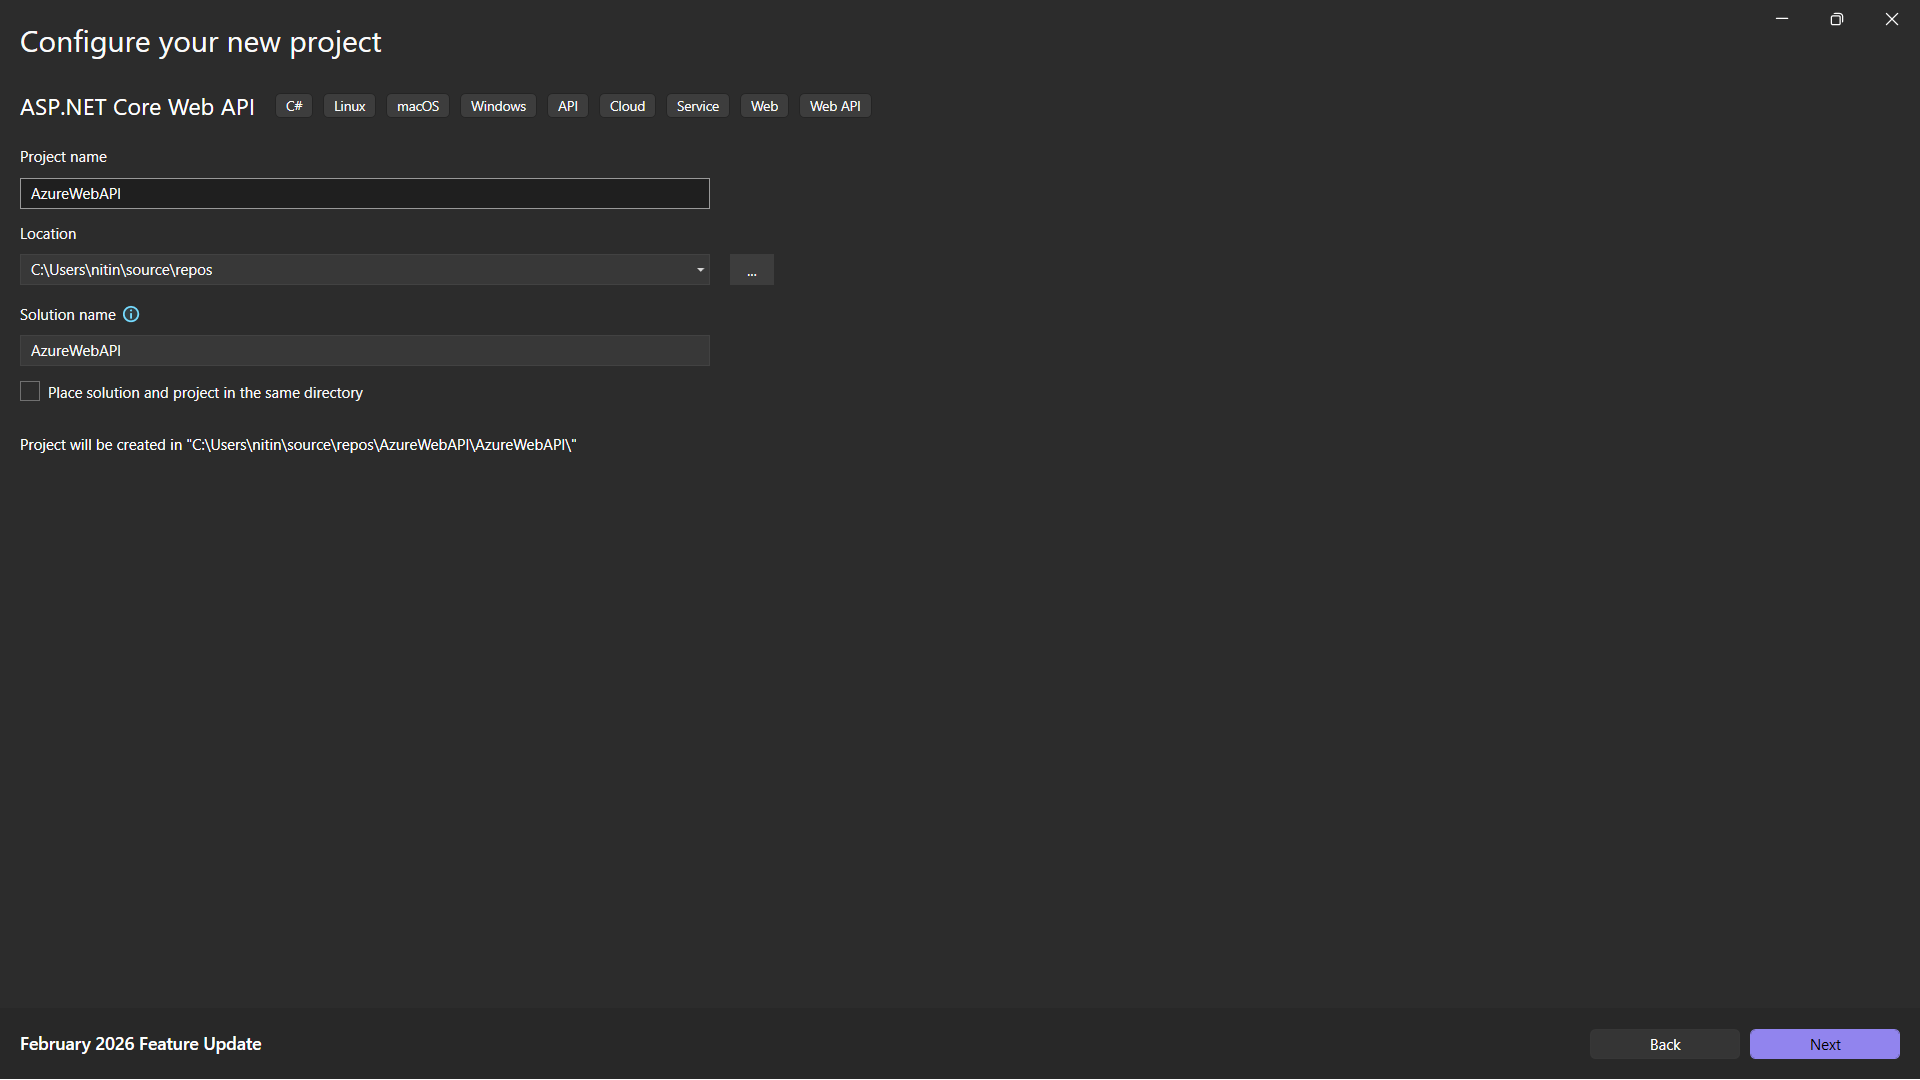 Configure your new project
ASP.NET Core Web API C# Linux macOS Windows API Cloud Service Web Web API
Project name
AzureWebAPI
Location
C:\Users\nitin\source\repos
...
Solution name
AzureWebAPI
Place solution and project in the same directory
Project will be created in "C:\Users\nitin\source\repos\AzureWebAPI\AzureWebAPI\"
February 2026 Feature Update
Back Next